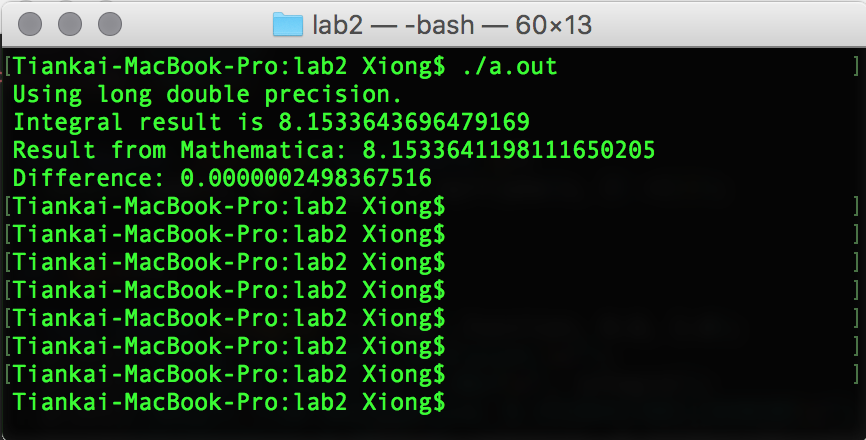 lab2 — -bash — 60×13
[Tiankai-MacBook-Pro:lab2 Xiong$ ./a.out ]
Using long double precision.
Integral result is 8.1533643696479169
Result from Mathematica: 8.1533641198111650205
Difference: 0.0000002498367516
[Tiankai-MacBook-Pro:lab2 Xiong$ ]
[Tiankai-MacBook-Pro:lab2 Xiong$ ]
[Tiankai-MacBook-Pro:lab2 Xiong$ ]
[Tiankai-MacBook-Pro:lab2 Xiong$ ]
[Tiankai-MacBook-Pro:lab2 Xiong$ ]
[Tiankai-MacBook-Pro:lab2 Xiong$ ]
[Tiankai-MacBook-Pro:lab2 Xiong$ ]
Tiankai-MacBook-Pro:lab2 Xiong$